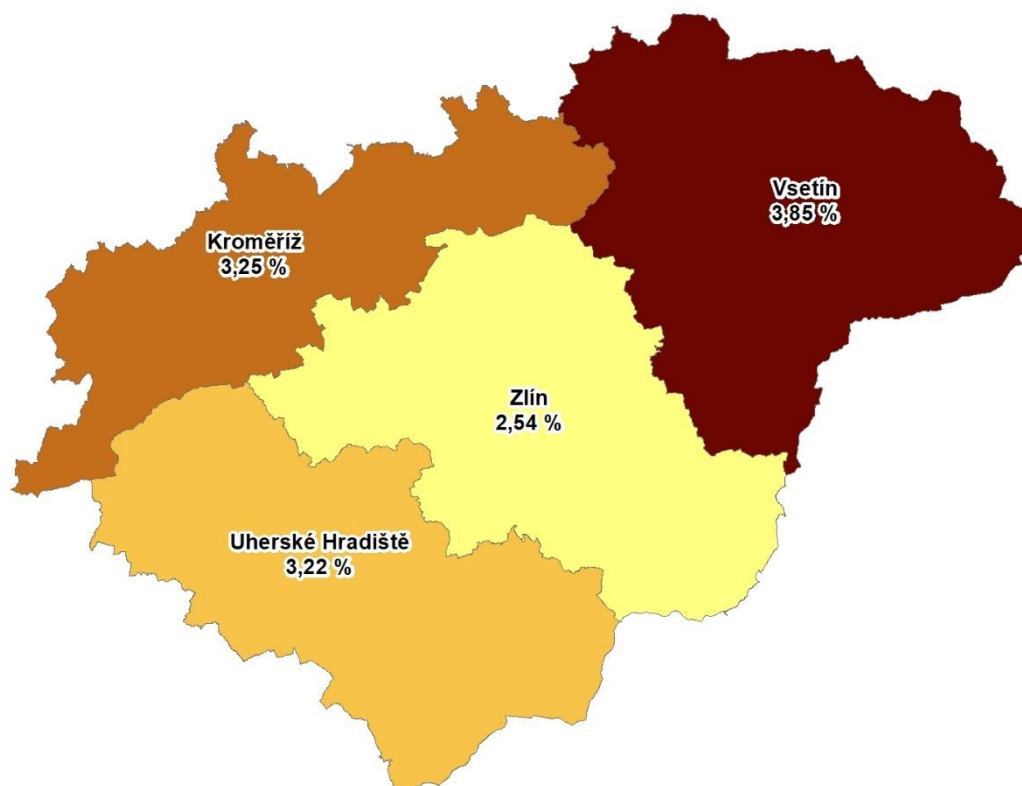 Vsetín
3,85 %
Kroměříž
3,25 %
Zlín
2,54 %
Uherské Hradiště
3,22 %